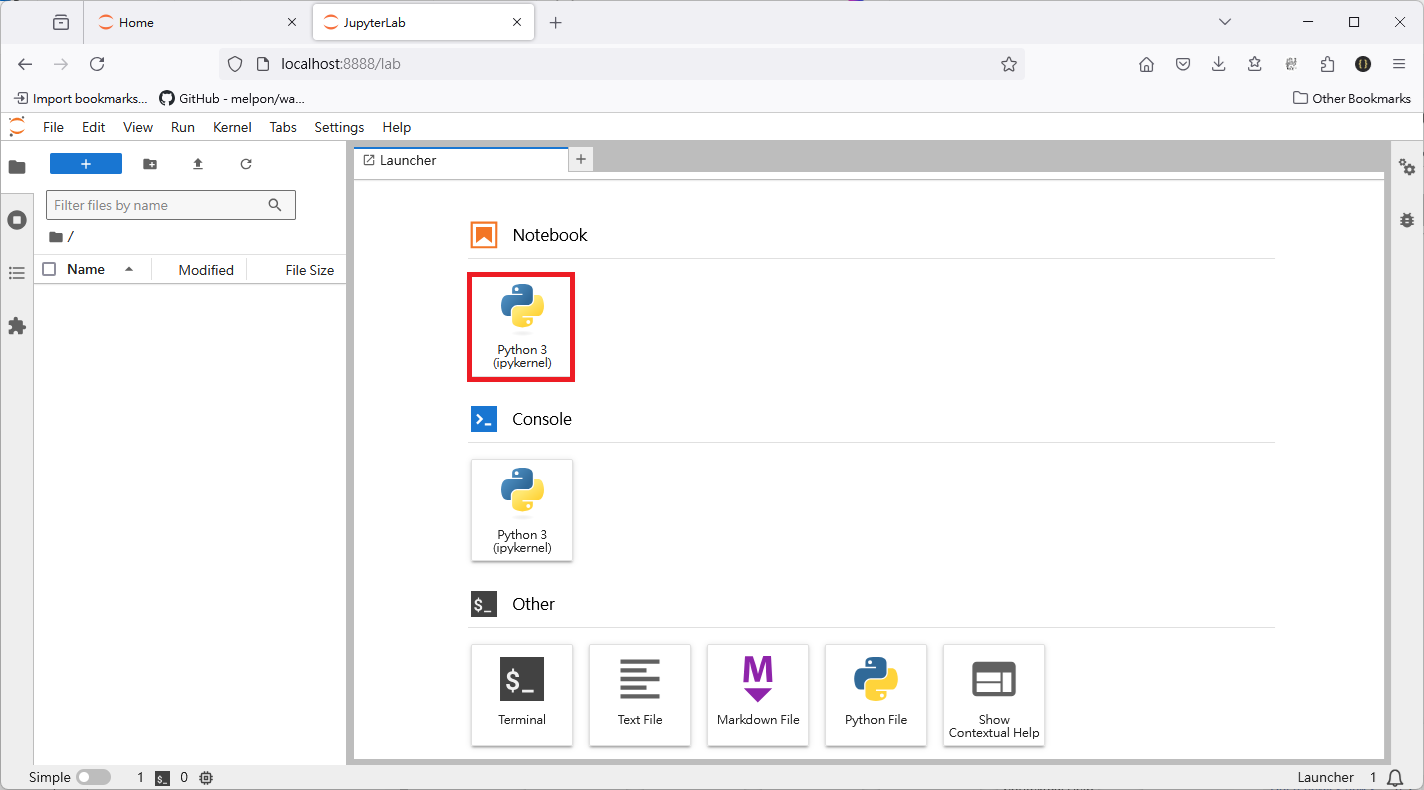 Home
JupyterLab
localhost:8888/lab
Import bookmarks...
GitHub - melpon/wa...
Other Bookmarks
File Edit View Run Kernel Tabs Settings Help
Launcher
Filter files by name
/
Name Modified File Size
Notebook
Python 3
(ipykernel)
Console
Python 3
(ipykernel)
Other
$_
Terminal
Text File
M
Markdown File
Python File
Show
Contextual Help
Simple 1 $_ 0
Launcher 1